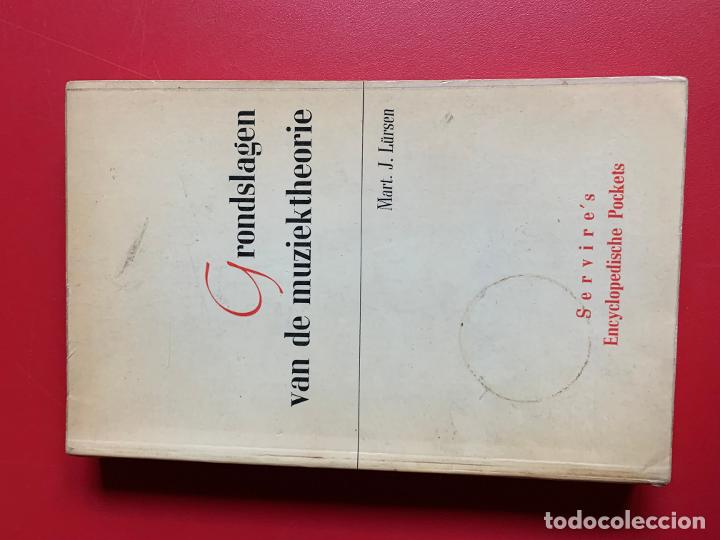 Grondslagen
van de muziektheorie
Mart. J. Lürsen
Servire's
Encyclopedische Pockets
todocoleccion